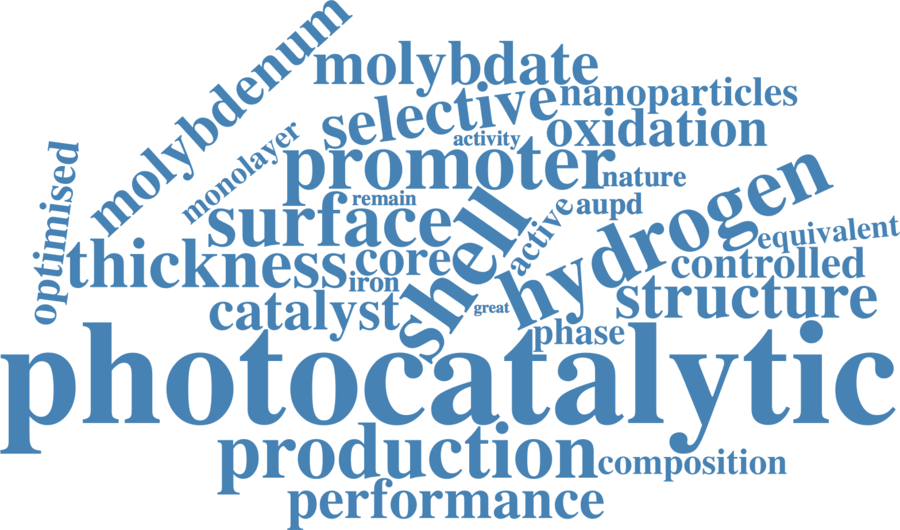 molybdenum
molybdate
nanoparticles
selective
oxidation
activity
monolayer
promoter
optimised
nature
remain
surface
active
aupd
shell
hydrogen
equivalent
thickness
core
controlled
iron
catalyst
great
structure
phase
photocatalytic
production
composition
performance